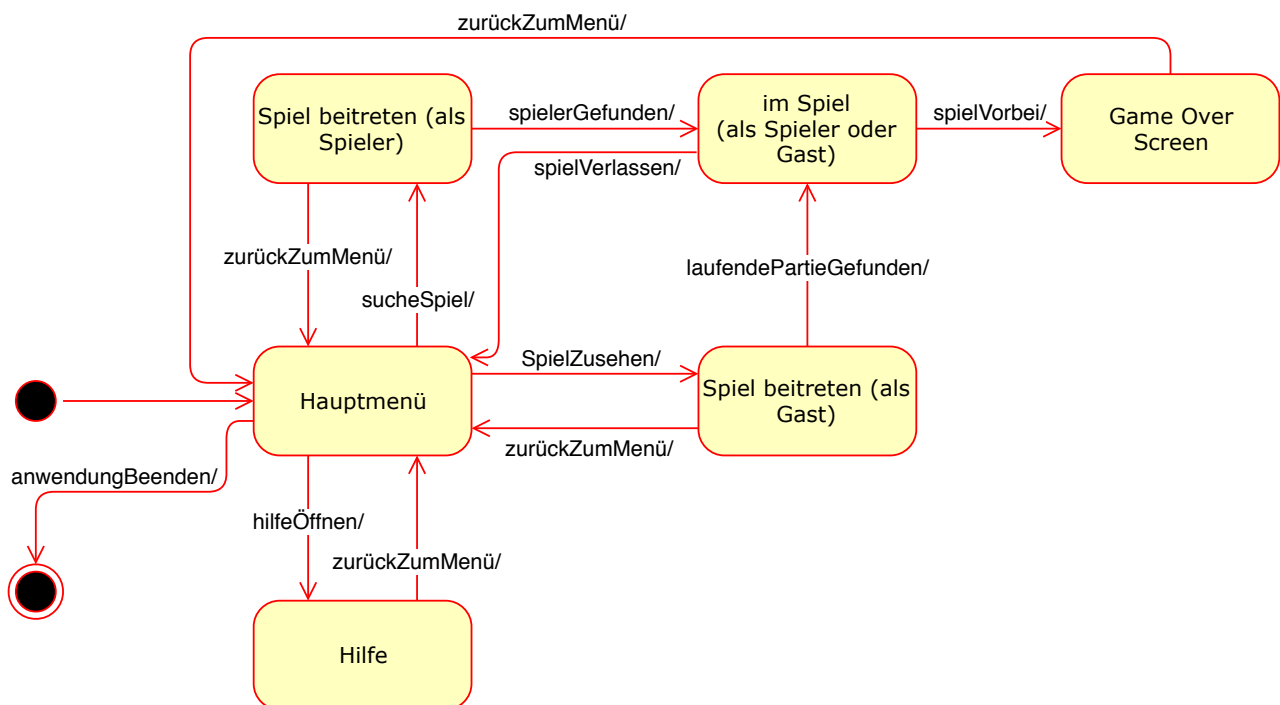 zurückZumMenü/
Spiel beitreten (als
Spieler)
spielerGefunden/
im Spiel
(als Spieler oder
Gast)
spielVorbei/
Game Over
Screen
spielVerlassen/
zurückZumMenü/
sucheSpiel/
laufendePartieGefunden/
Hauptmenü
SpielZusehen/
Spiel beitreten (als
Gast)
zurückZumMenü/
anwendungBeenden/
hilfeÖffnen/
zurückZumMenü/
Hilfe